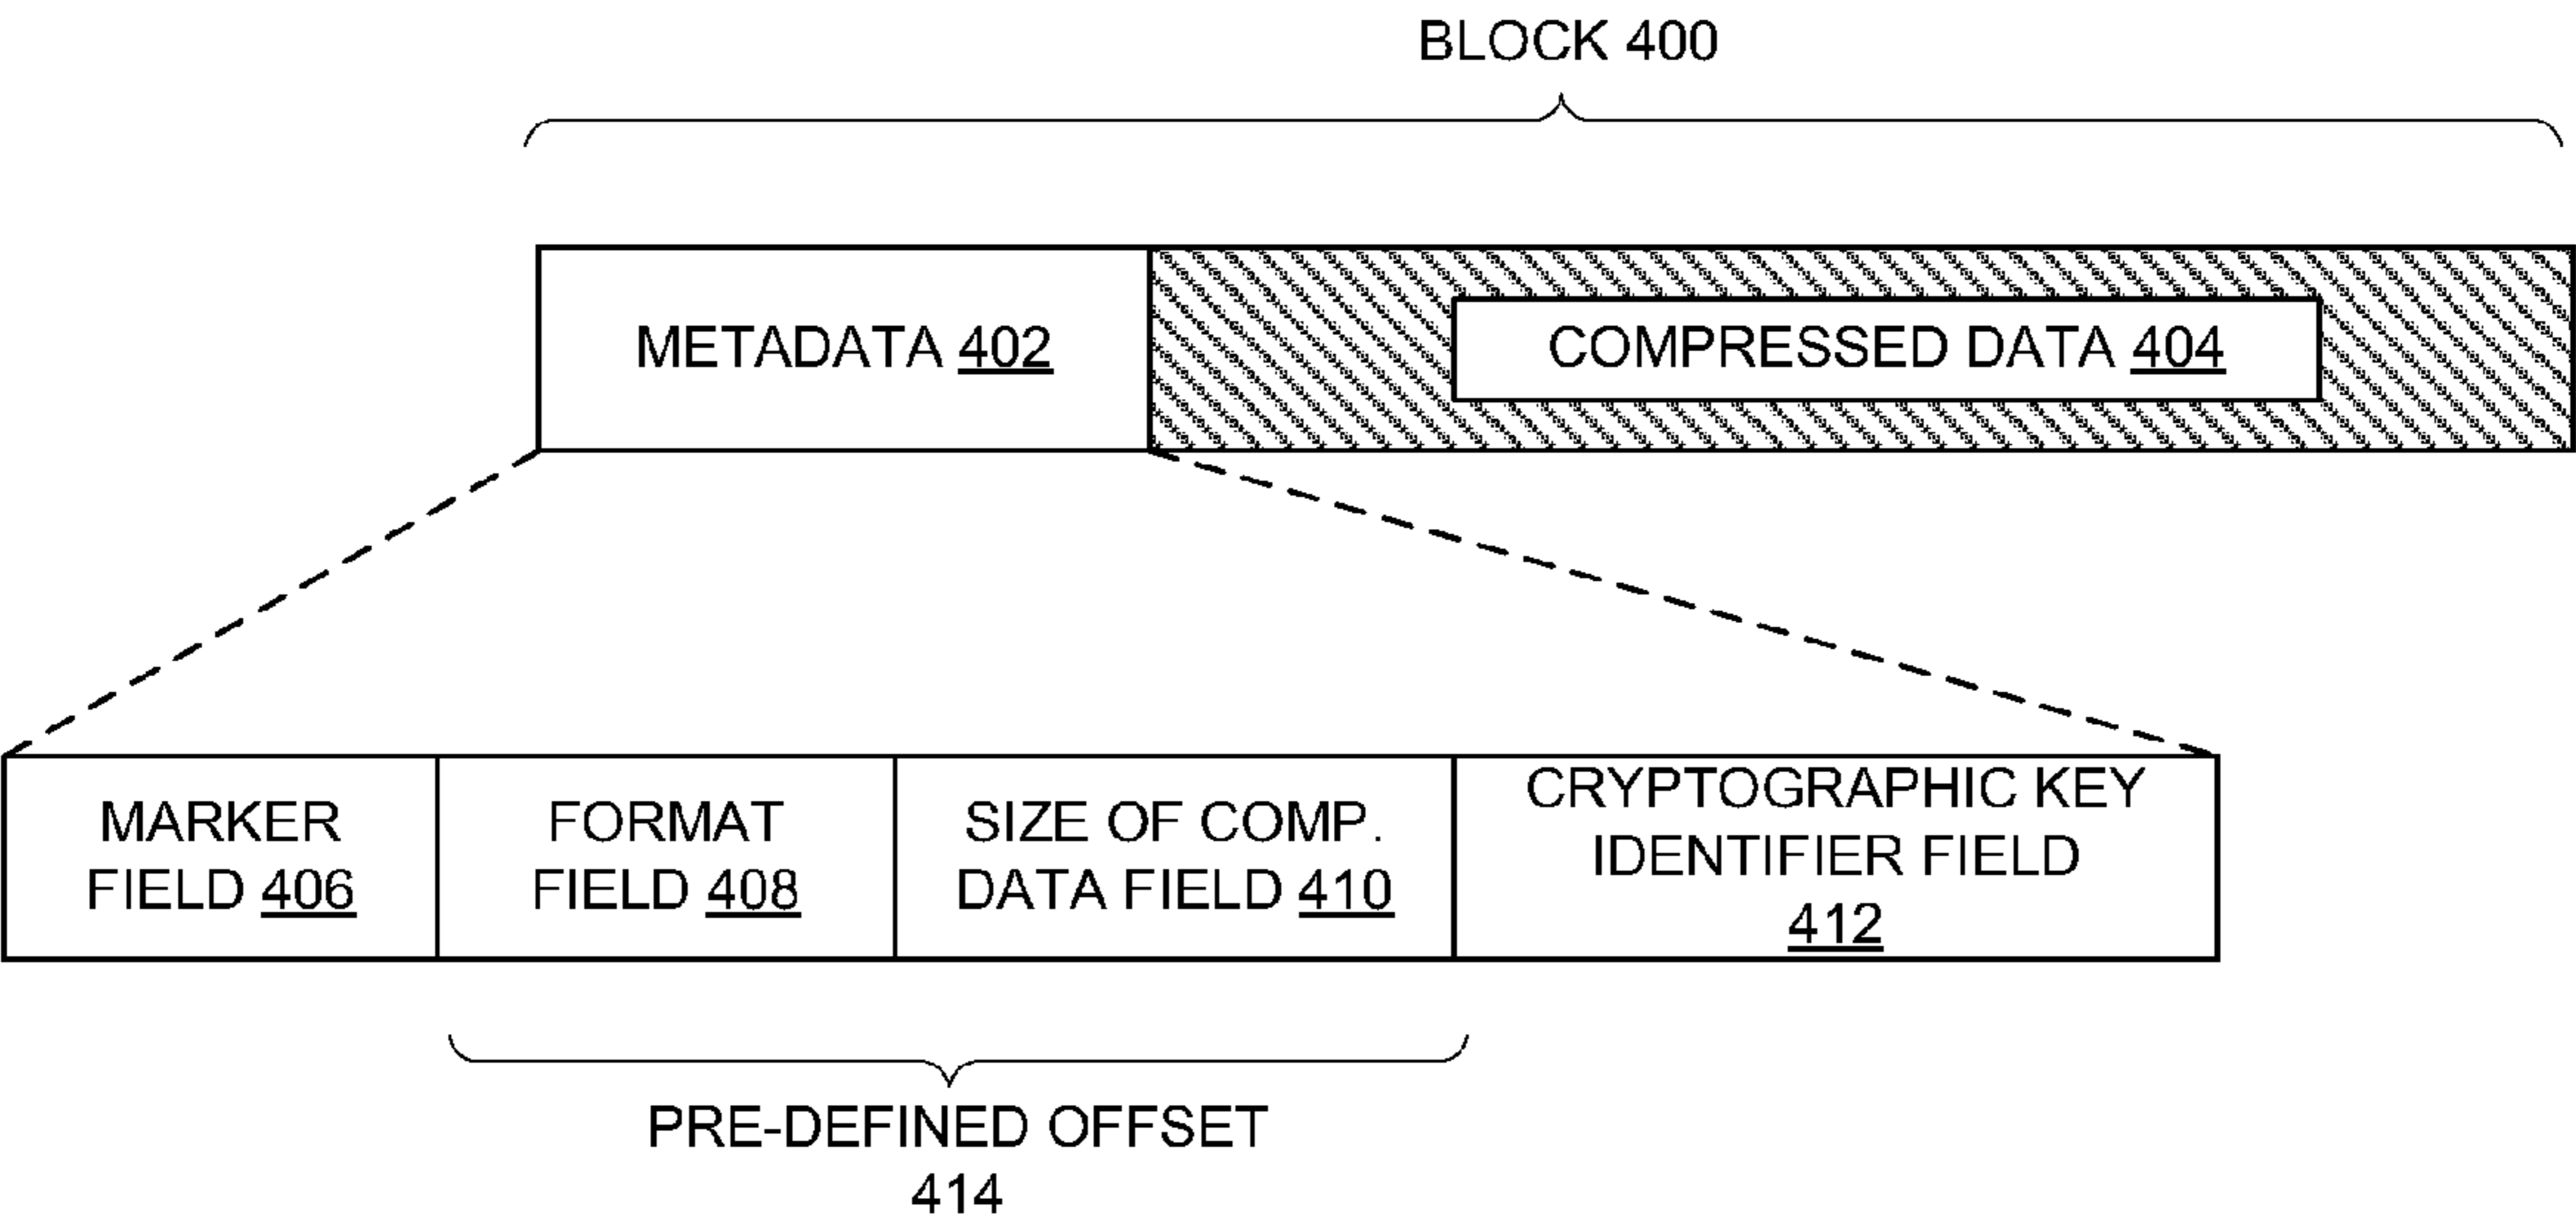 BLOCK 400
METADATA 402
COMPRESSED DATA 404
MARKER
FIELD 406
FORMAT
FIELD 408
SIZE OF COMP.
DATA FIELD 410
CRYPTOGRAPHIC KEY
IDENTIFIER FIELD
412
PRE-DEFINED OFFSET
414